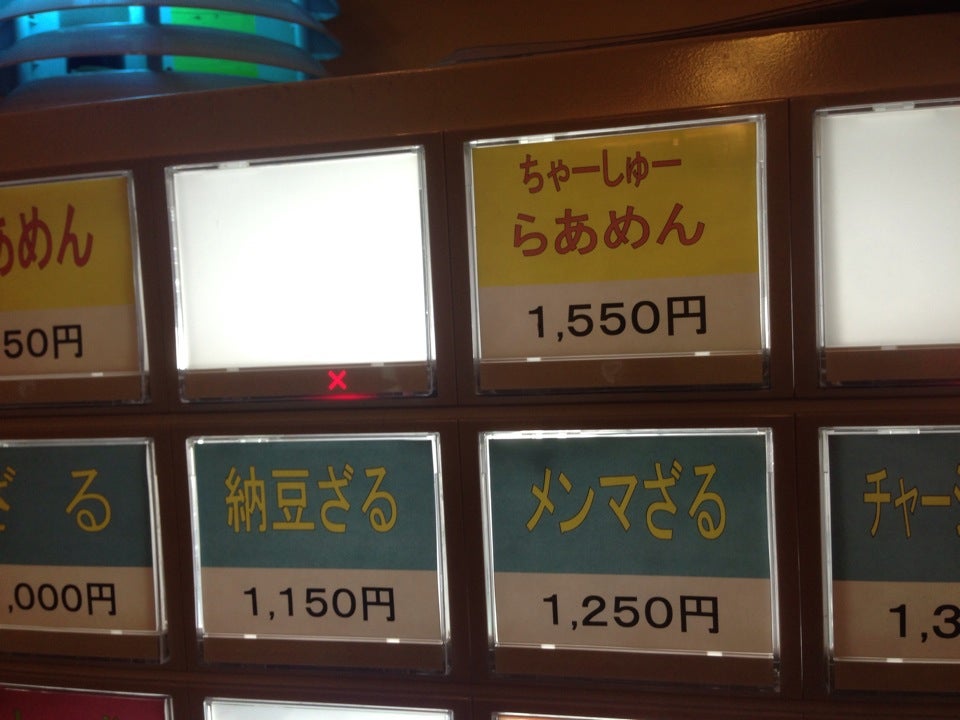 あめん
50円
ちゃーしゅー
らあめん
1,550円
×
ざる
,000円
納豆ざる
1,150円
メンマざる
1,250円
チャー
1,3